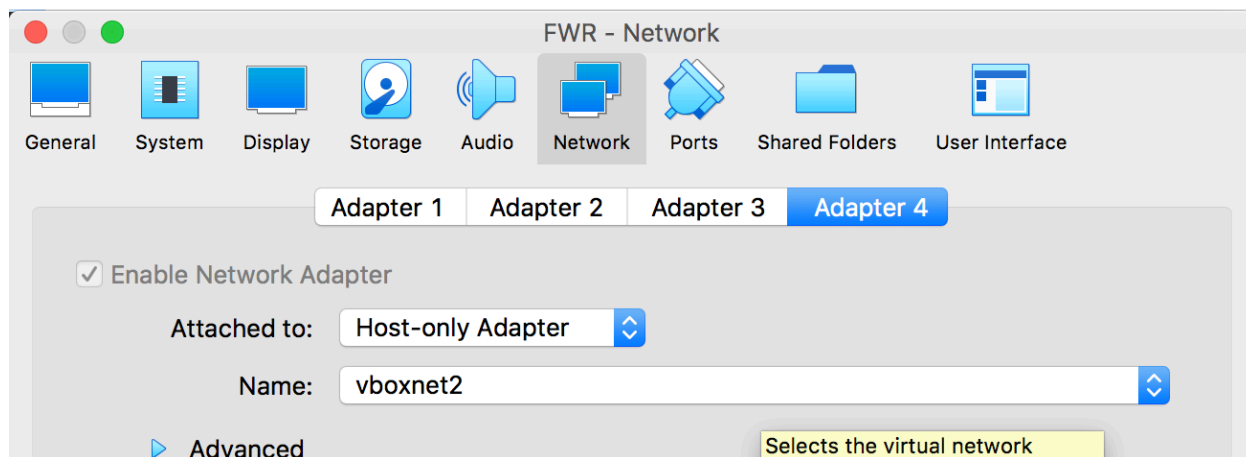 FWR - Network
General System Display Storage Audio Network Ports Shared Folders User Interface
Adapter 1 Adapter 2 Adapter 3 Adapter 4
Enable Network Adapter
Attached to: Host-only Adapter
Name: vboxnet2
Advanced
Selects the virtual network